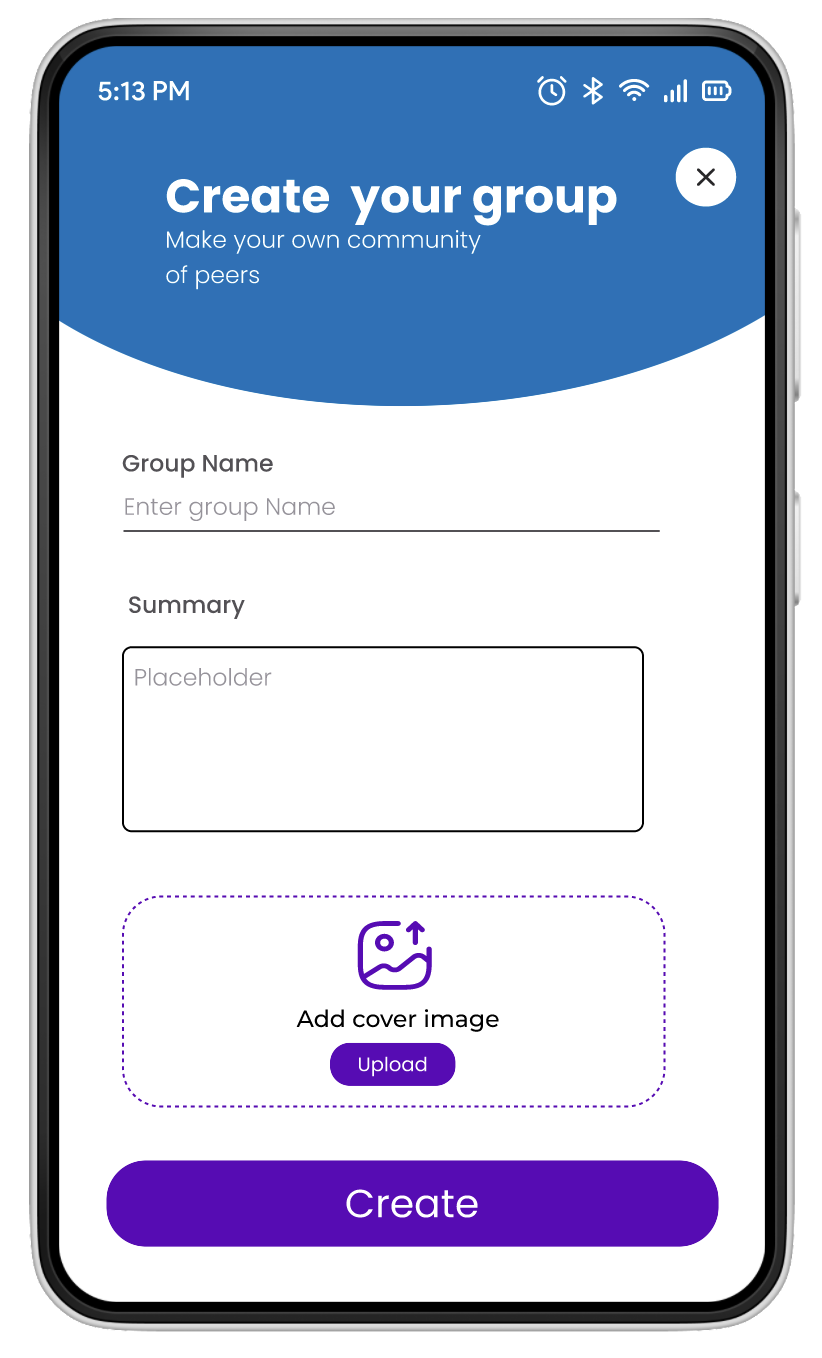 5:13 PM
Create  your group
Make your own community
of peers
Group Name
Enter group Name
Summary
Placeholder
Add cover image
Upload
Create